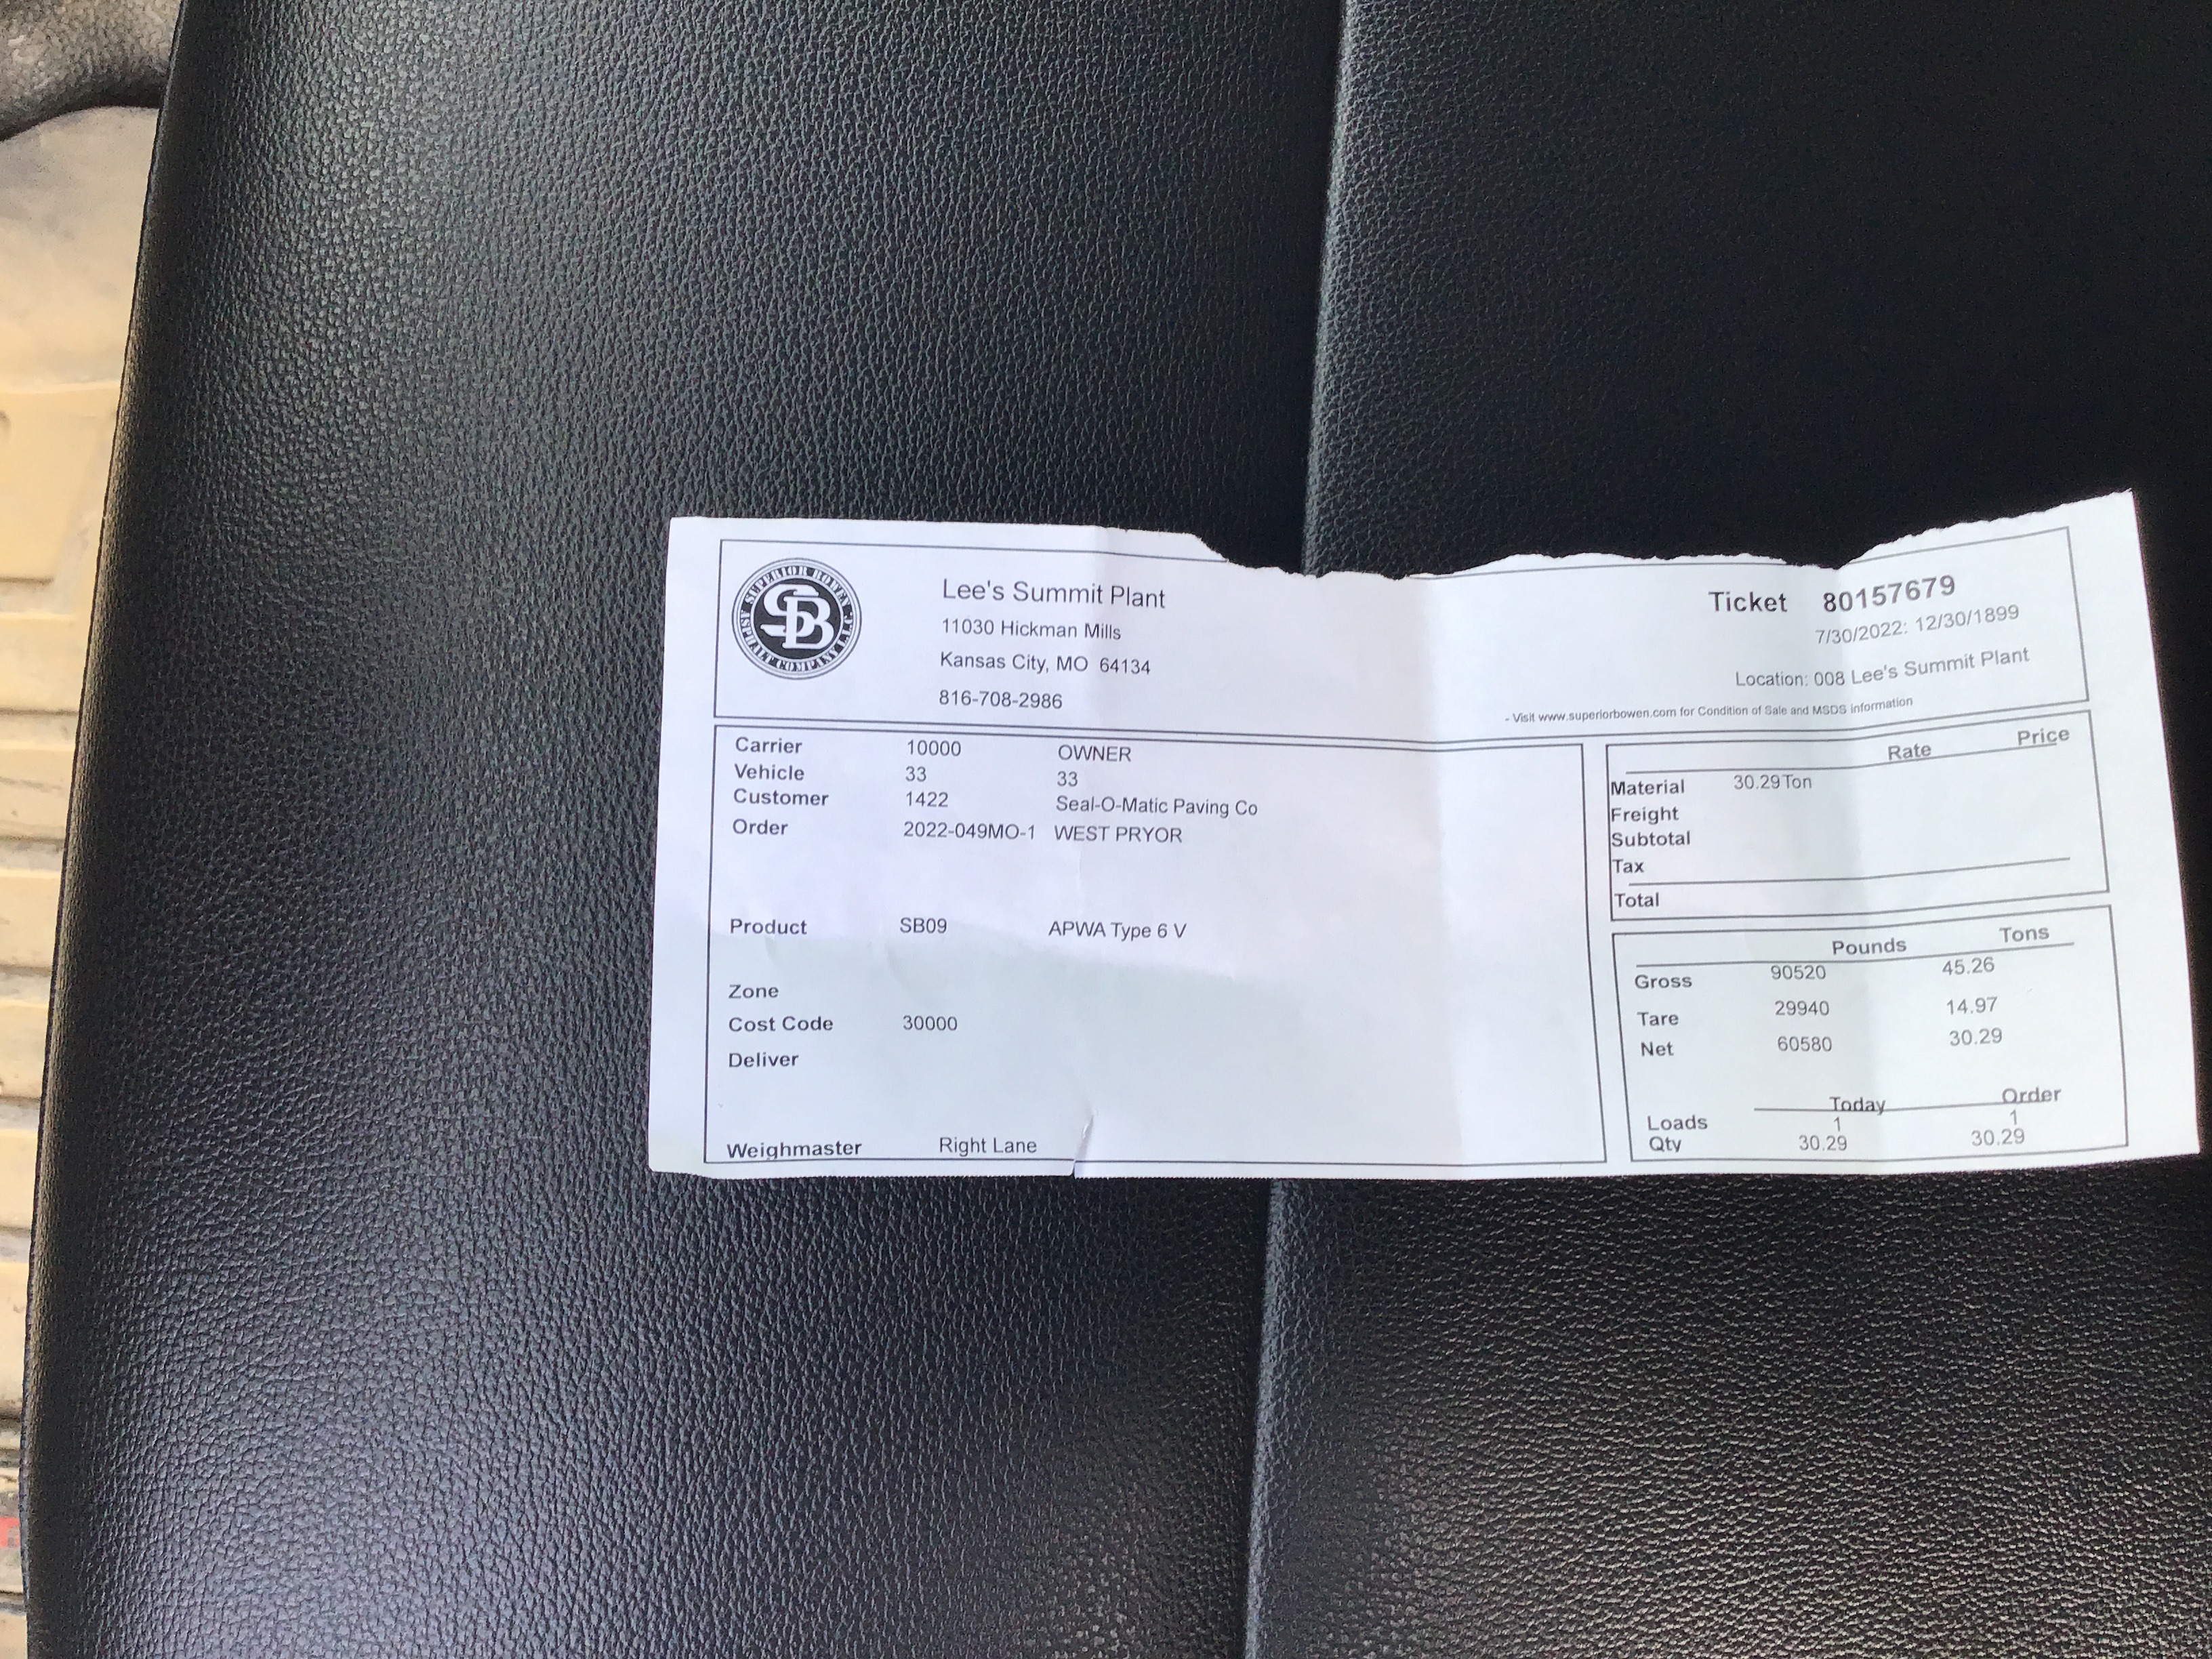 SUPERIOR BOWEN
ASPHALT COMPANY L.L.C.
SB
Lee's Summit Plant
11030 Hickman Mills
Kansas City, MO 64134
816-708-2986
Ticket 80157679
7/30/2022: 12/30/1899
Location: 008 Lee's Summit Plant
- Visit www.superiorbowen.com for Condition of Sale and MSDS information
Carrier 10000 OWNER
Vehicle 33 33
Customer 1422 Seal-O-Matic Paving Co
Order 2022-049MO-1 WEST PRYOR
Product SB09 APWA Type 6 V
Zone
Cost Code 30000
Deliver
Weighmaster Right Lane
Rate Price
Material 30.29 Ton
Freight
Subtotal
Tax
Total
Pounds Tons
Gross 90520 45.26
Tare 29940 14.97
Net 60580 30.29
Today Order
Loads 1 1
Qty 30.29 30.29